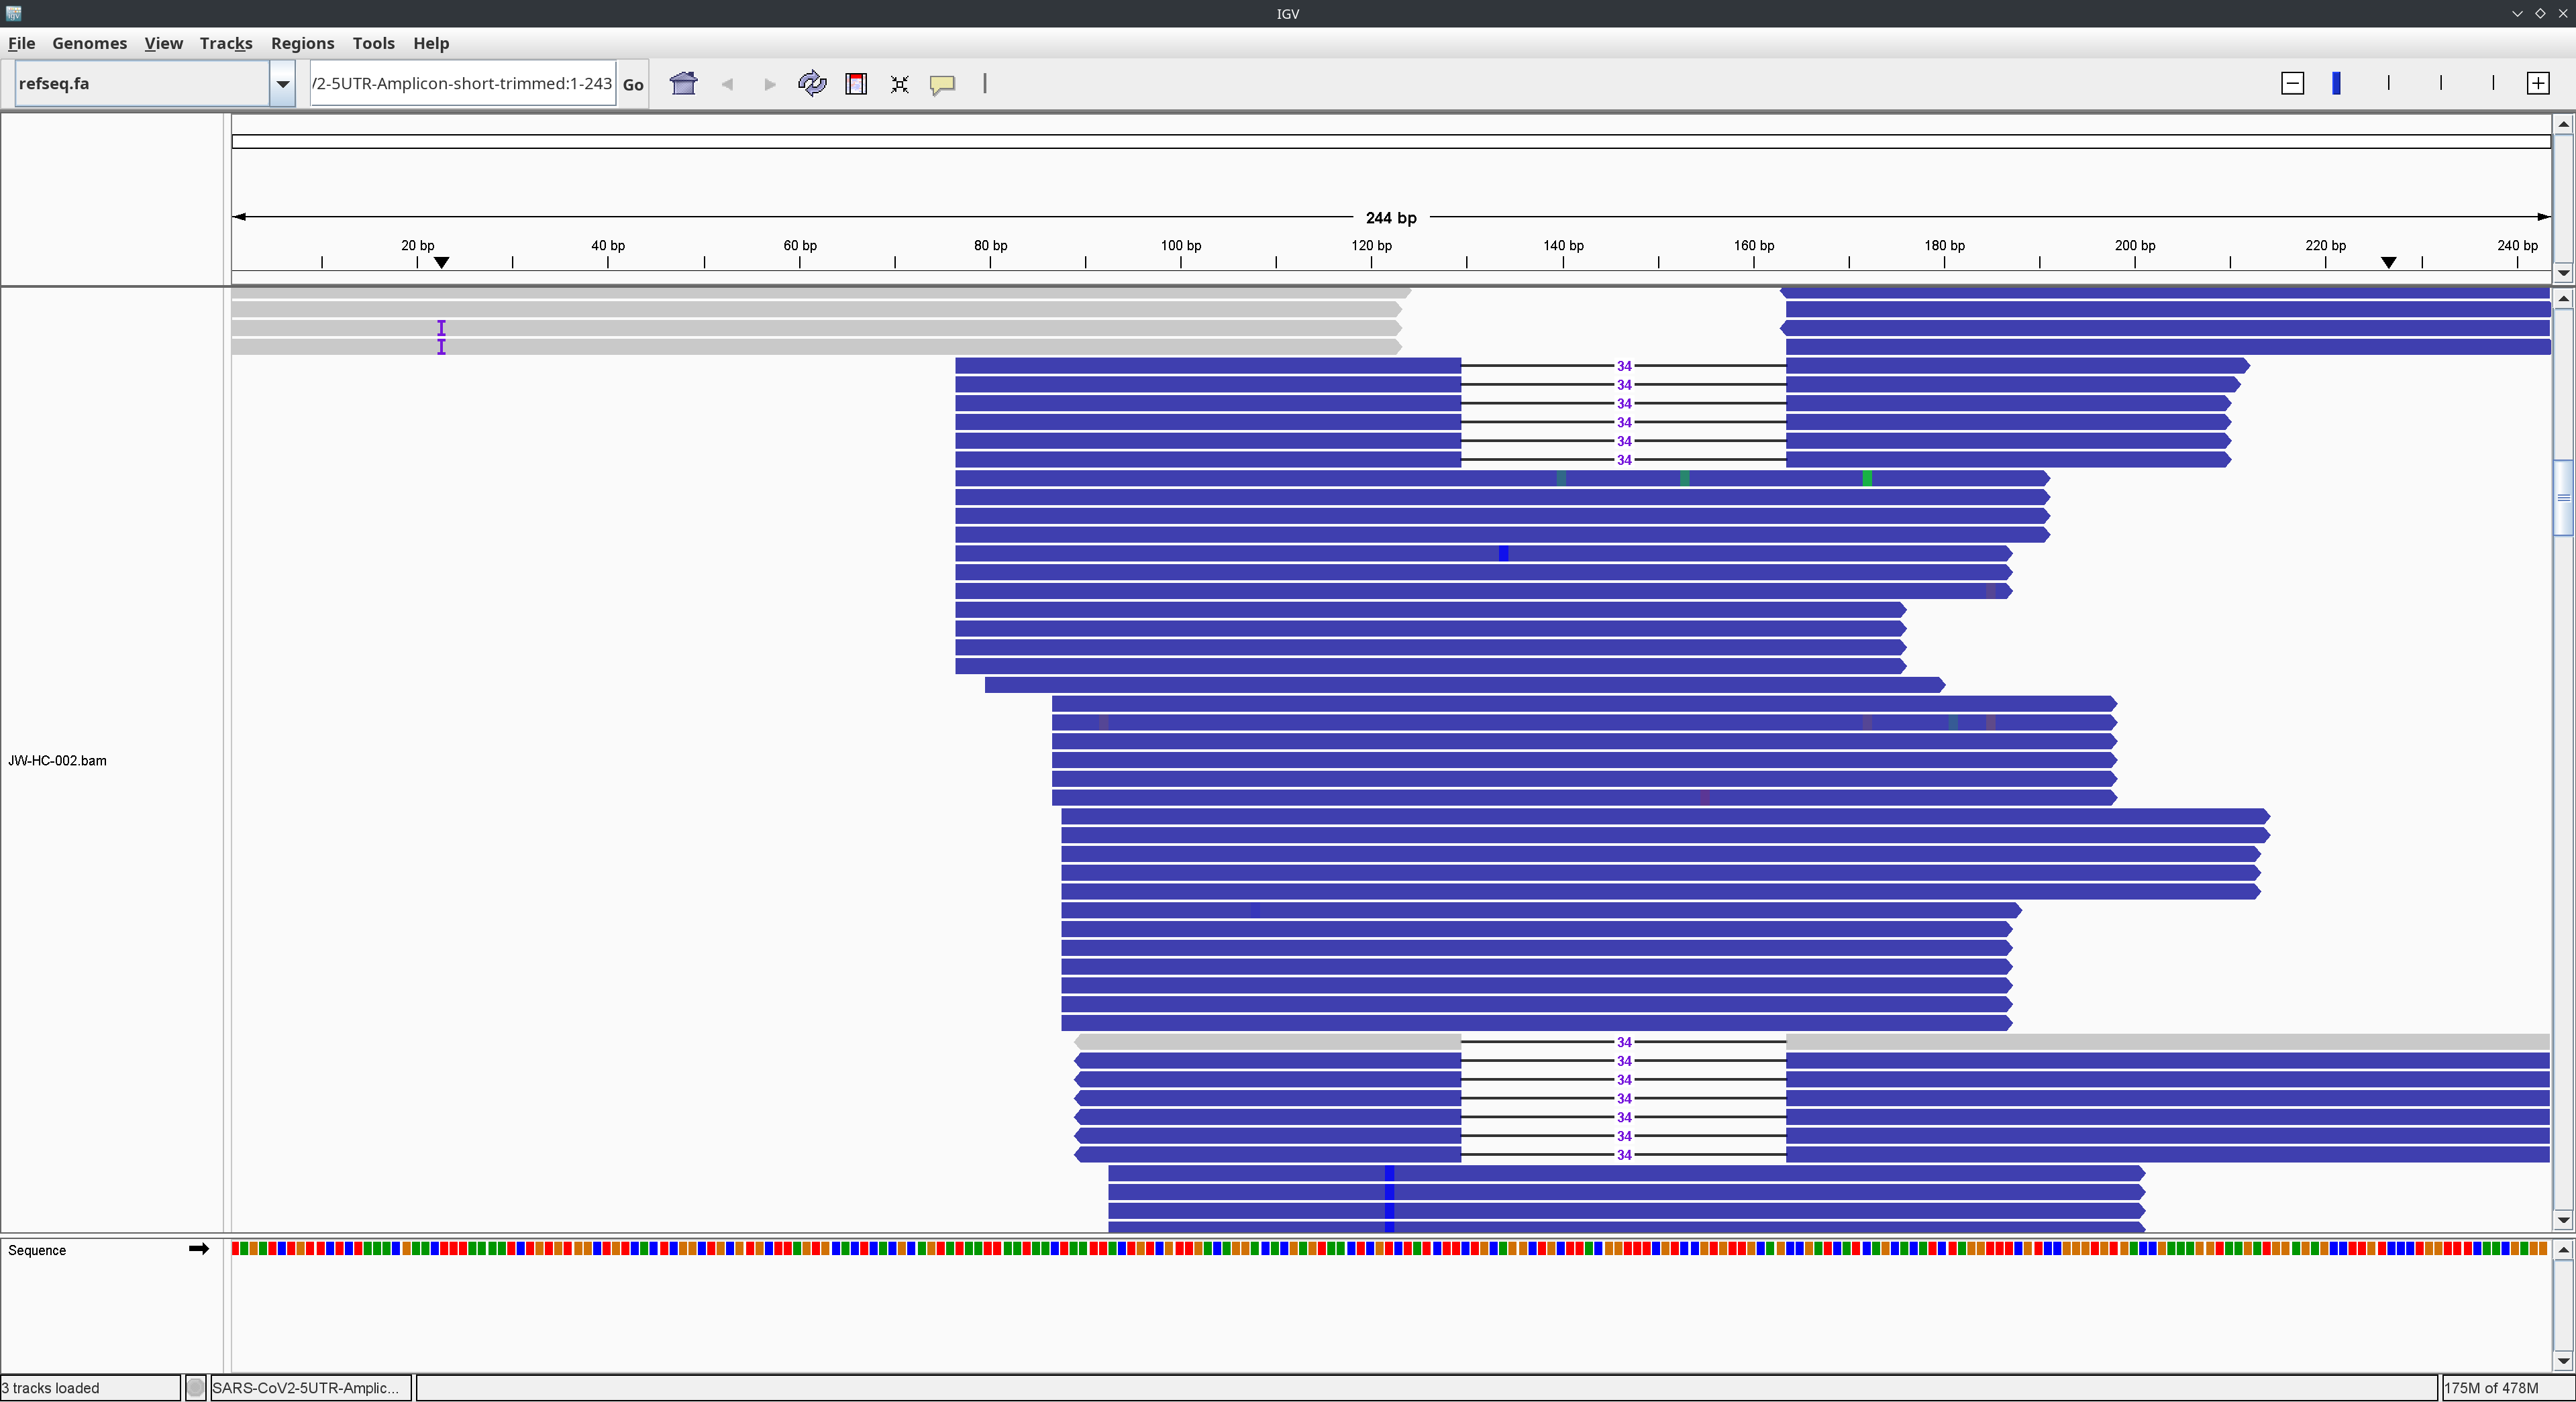 IGV
File Genomes View Tracks Regions Tools Help
refseq.fa /2-5UTR-Amplicon-short-trimmed:1-243 Go
244 bp
20 bp 40 bp 60 bp 80 bp 100 bp 120 bp 140 bp 160 bp 180 bp 200 bp 220 bp 240 bp
34
34
34
34
34
34
JW-HC-002.bam
34
34
34
34
34
34
34
Sequence
3 tracks loaded SARS-CoV2-5UTR-Amplic... 175M of 478M